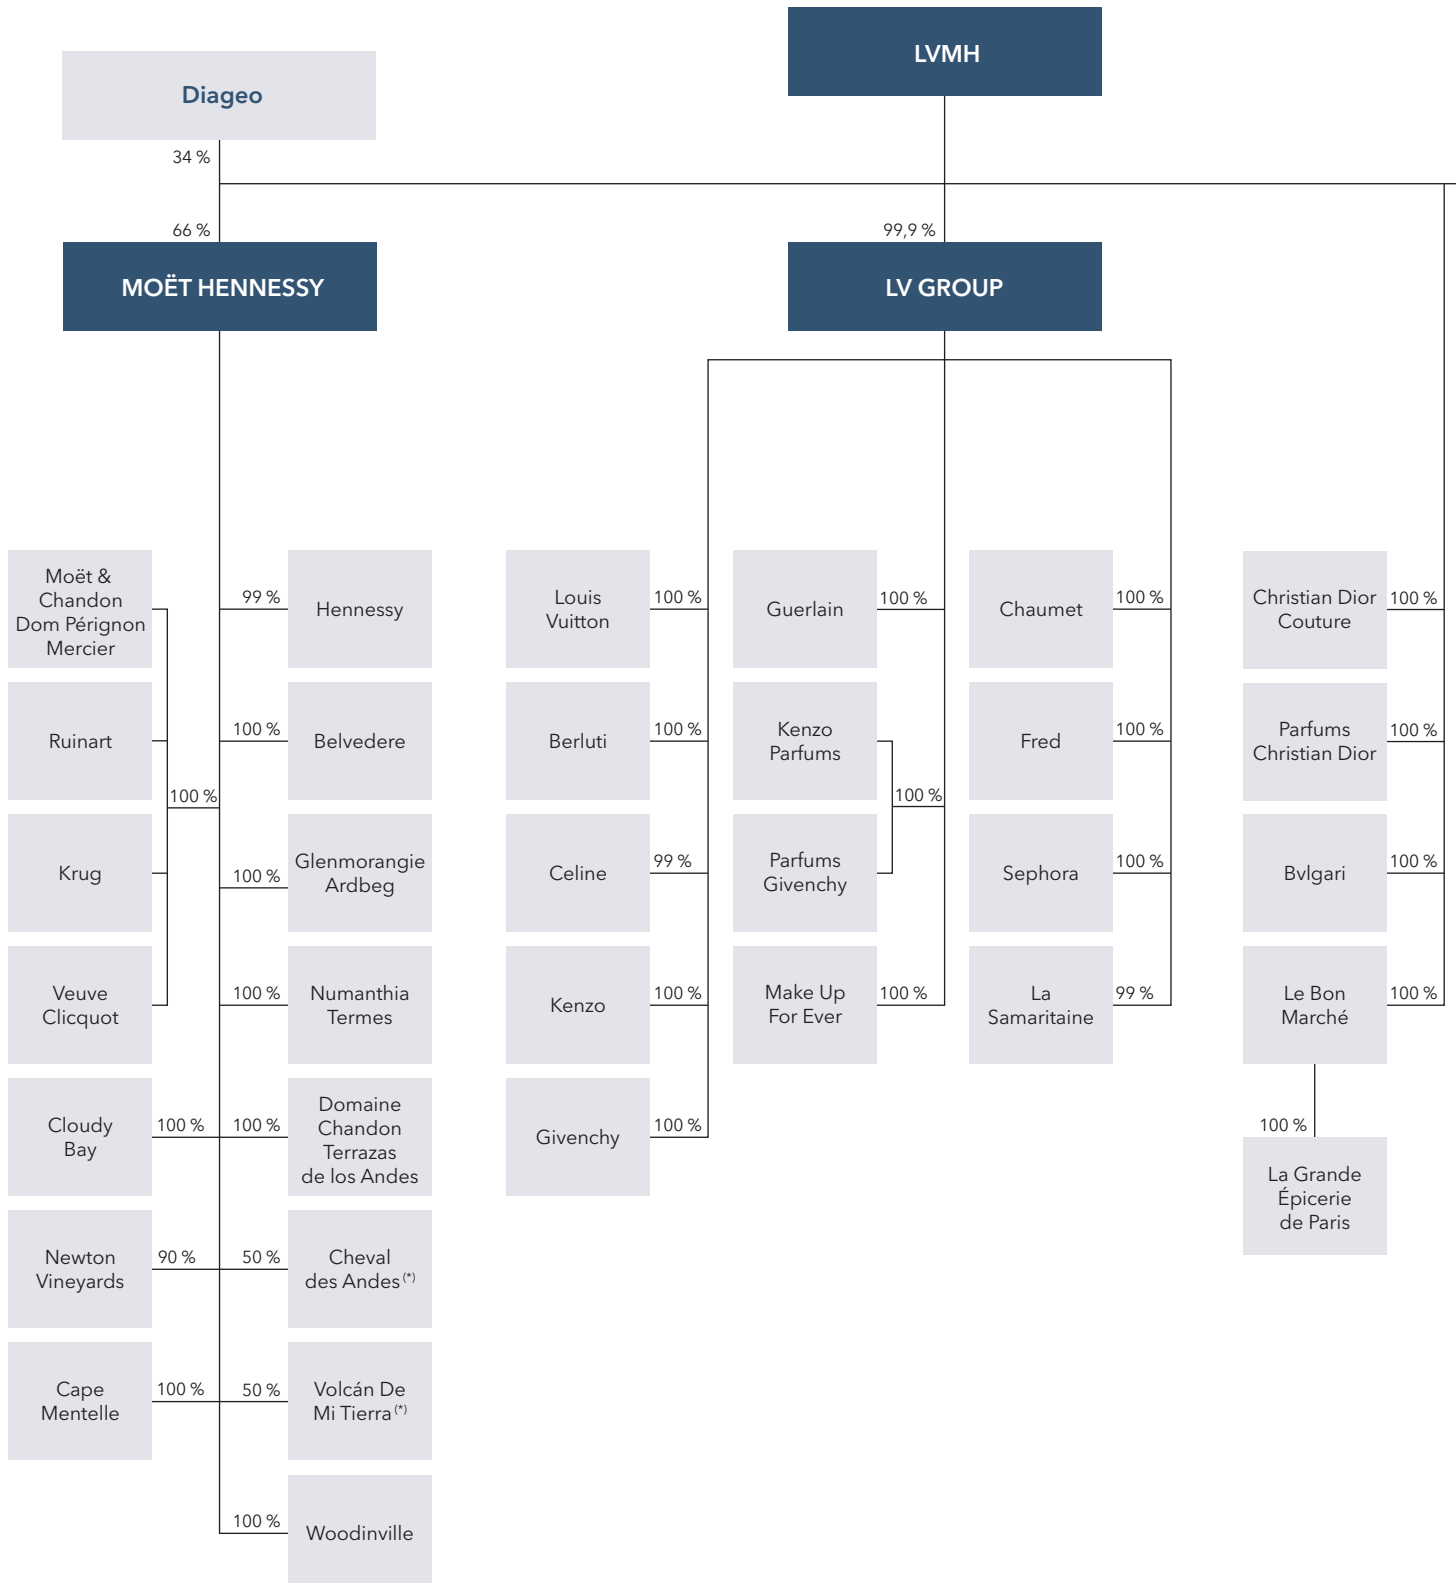 LVMH
Diageo
34 %
66 %
99,9 %
MOËT HENNESSY
LV GROUP
Moët &
Chandon
Dom Pérignon
Mercier
99 %
Hennessy
Louis
Vuitton
100 %
Guerlain
100 %
Chaumet
100 %
Christian Dior
Couture
100 %
Ruinart
100 %
Belvedere
Berluti
100 %
Kenzo
Parfums
Fred
100 %
Parfums
Christian Dior
100 %
100 %
100 %
Krug
100 %
Glenmorangie
Ardbeg
Celine
99 %
Parfums
Givenchy
Sephora
100 %
Bvlgari
100 %
Veuve
Clicquot
100 %
Numanthia
Termes
Kenzo
100 %
Make Up
For Ever
100 %
La
Samaritaine
99 %
Le Bon
Marché
100 %
Cloudy
Bay
100 %
100 %
Domaine
Chandon
Terrazas
de los Andes
Givenchy
100 %
100 %
La Grande
Épicerie
de Paris
Newton
Vineyards
90 %
50 %
Cheval
des Andes (*)
Cape
Mentelle
100 %
50 %
Volcán De
Mi Tierra (*)
100 %
Woodinville